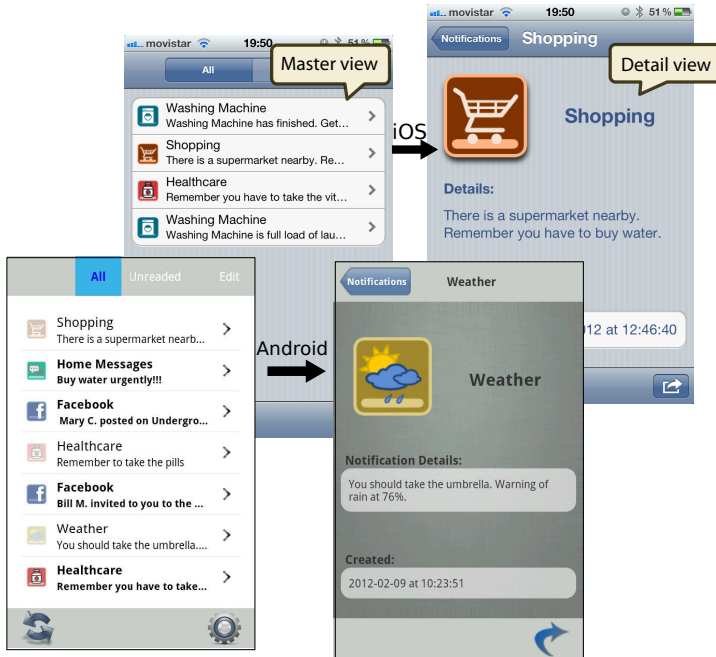 movistar 19:50 51 %
All
Master view
Washing Machine
Washing Machine has finished. Get...
Shopping
There is a supermarket nearby. Re...
Healthcare
Remember you have to take the vit...
Washing Machine
Washing Machine is full load of lau...
iOS
movistar 19:50 51 %
Notifications Shopping
Detail view
Shopping
Details:
There is a supermarket nearby.
Remember you have to buy water.
012 at 12:46:40
All Unreaded Edit
Shopping
There is a supermarket nearb...
Home Messages
Buy water urgently!!!
Facebook
Mary C. posted on Undergro...
Healthcare
Remember to take the pills
Facebook
Bill M. invited to you to the ...
Weather
You should take the umbrella....
Healthcare
Remember you have to take...
Android
Notifications Weather
Weather
Notification Details:
You should take the umbrella. Warning of
rain at 76%.
Created:
2012-02-09 at 10:23:51